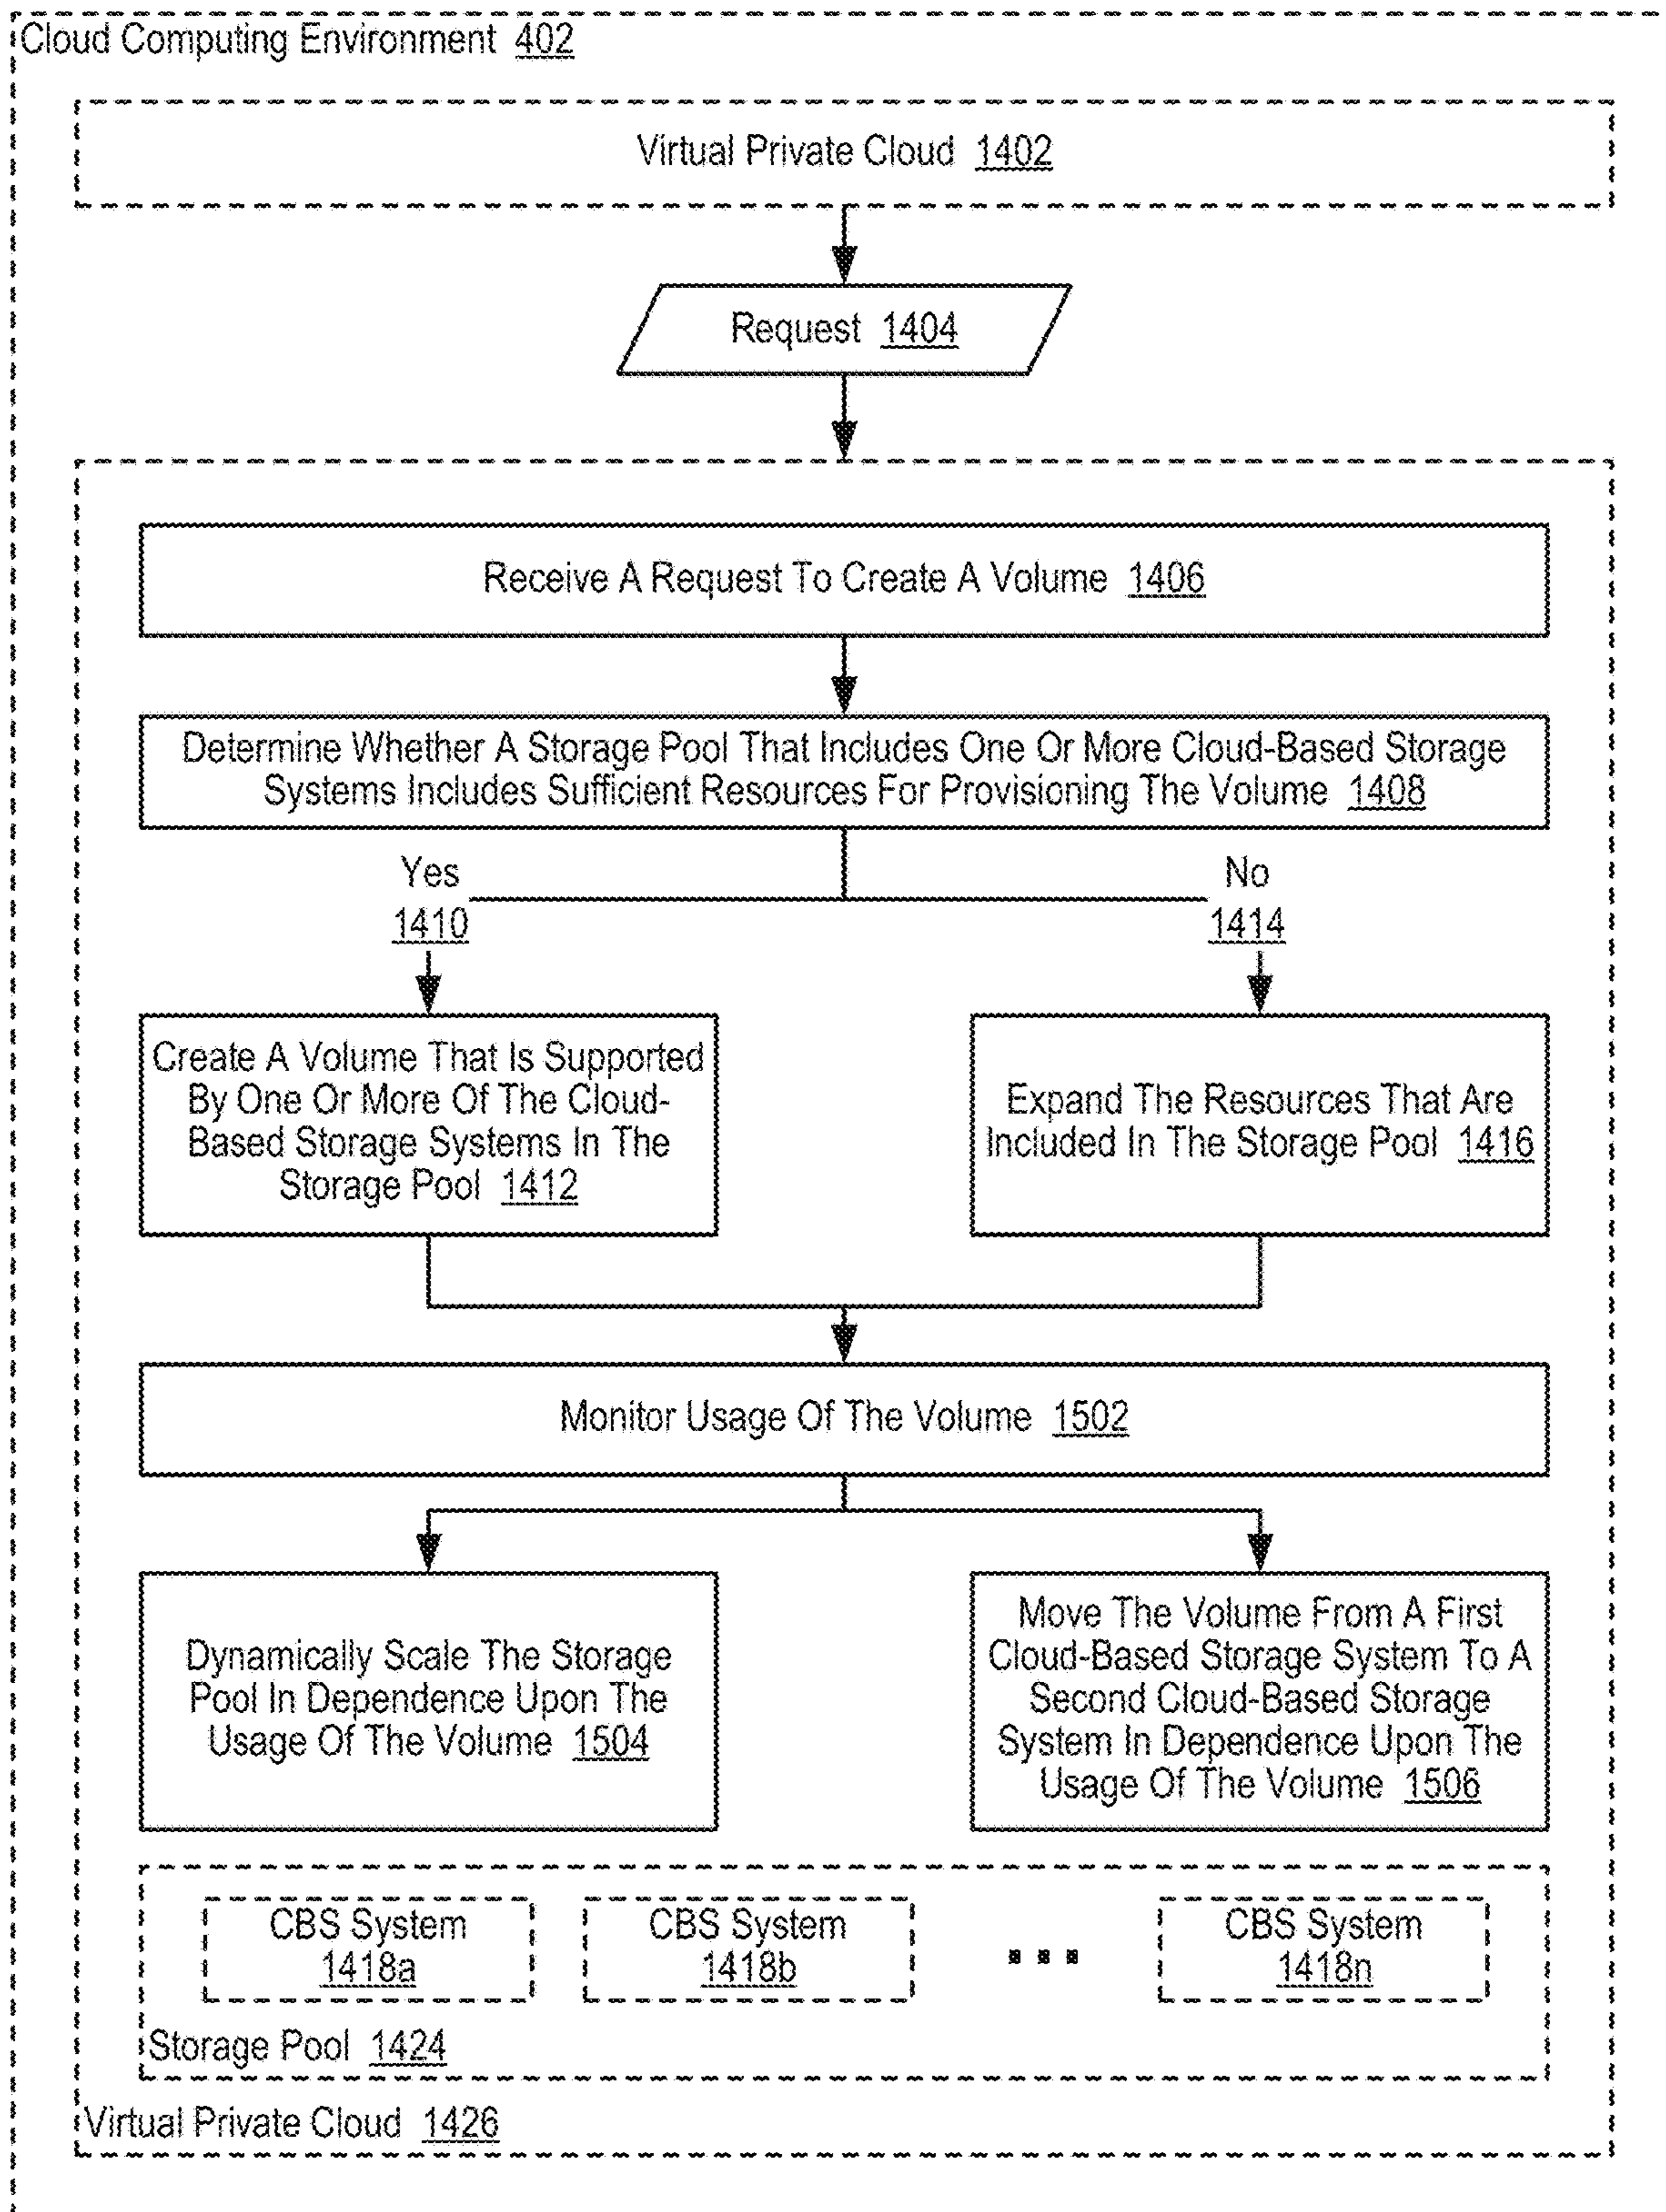 Cloud Computing Environment 402
Virtual Private Cloud 1402
Request 1404
Receive A Request To Create A Volume 1406
Determine Whether A Storage Pool That Includes One Or More Cloud-Based Storage
Systems Includes Sufficient Resources For Provisioning The Volume 1408
Yes
1410
No
1414
Create A Volume That Is Supported
By One Or More Of The Cloud-
Based Storage Systems In The
Storage Pool 1412
Expand The Resources That Are
Included In The Storage Pool 1416
Monitor Usage Of The Volume 1502
Dynamically Scale The Storage
Pool In Dependence Upon The
Usage Of The Volume 1504
Move The Volume From A First
Cloud-Based Storage System To A
Second Cloud-Based Storage
System In Dependence Upon The
Usage Of The Volume 1506
CBS System
1418a
CBS System
1418b
CBS System
1418n
Storage Pool 1424
Virtual Private Cloud 1426